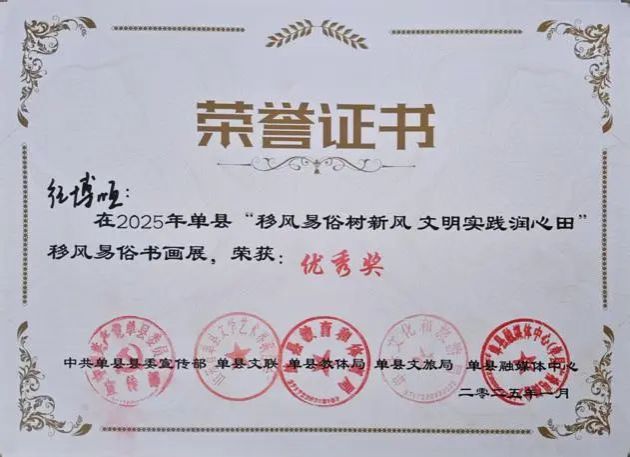 荣誉证书
任博顺：
在2025年单县“移风易俗树新风 文明实践润心田”
移风易俗书画展，荣获：优秀奖
中共单县县委宣传部 单县文联 单县教体局 单县文旅局 单县融媒体中心
二零二五年一月